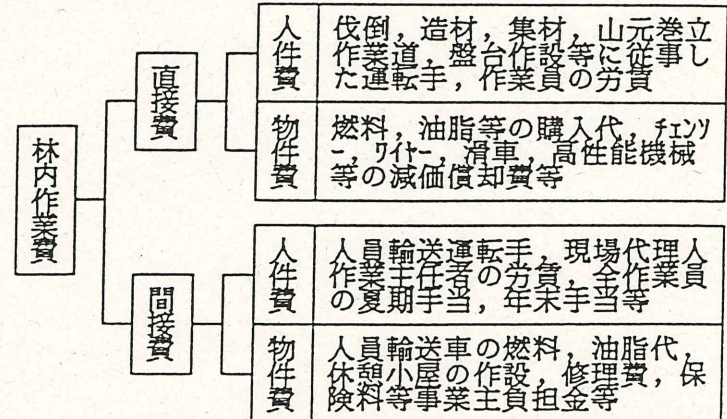 林内作業費
直接費
人件費
伐倒，造材，集材，山元巻立
作業道，盤台作設等に従事し
た運転手，作業員の労賃
物件費
燃料，油脂等の購入代，チェンソ
ー，ワイヤー，滑車，高性能機械
等の減価償却費等
間接費
人件費
人員輸送運転手，現場代理人
作業主任者の労賃，全作業員
の夏期手当，年末手当等
物件費
人員輸送車の燃料，油脂代，
休憩小屋の作設，修理費，保
険料等事業主負担金等